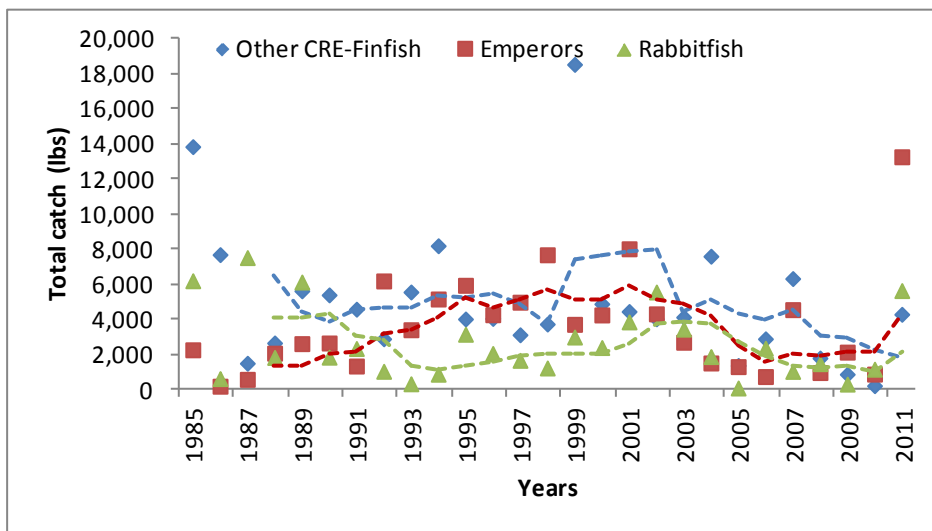 20,000
18,000
16,000
14,000
12,000
10,000
8,000
6,000
4,000
2,000
0
Total catch (lbs)
Other CRE-Finfish Emperors Rabbitfish
1985 1987 1989 1991 1993 1995 1997 1999 2001 2003 2005 2007 2009 2011
Years